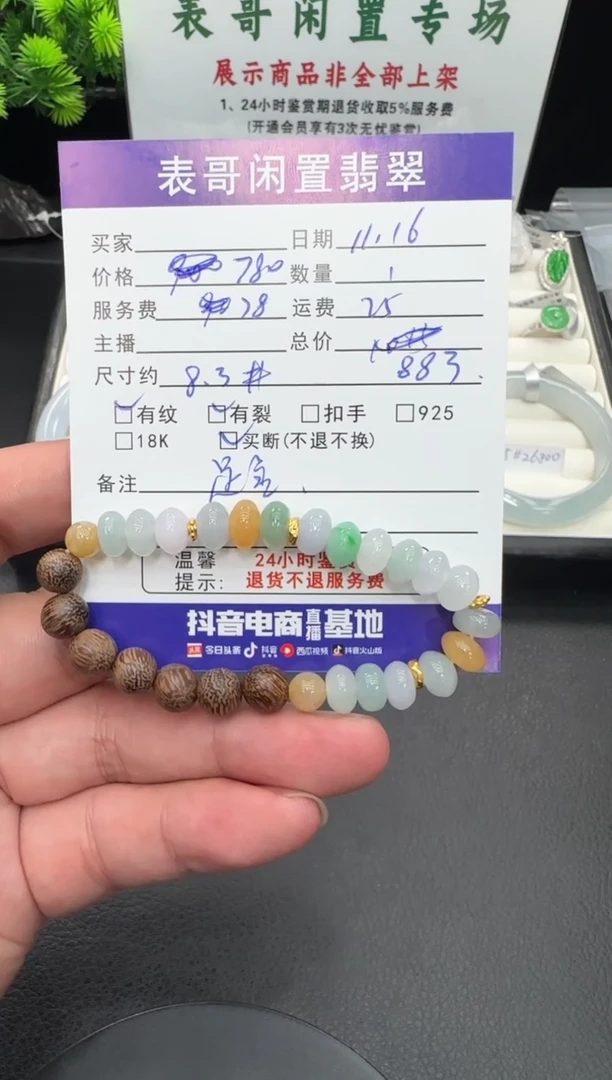 表哥闲置专场
展示商品非全部上架
1、24小时鉴赏期退货收取5%服务费
(开通会员享有3次无忧鉴赏)
表哥闲置翡翠
买家 日期 11.16
价格 780 数量 1
服务费 78 运费 25
主播 总价 883.
尺寸约 8.3#
有纹 有裂 扣手 925
18K 买断(不退不换)
备注 足金
温馨 24小时鉴赏
提示: 退货不退服务费
抖音电商直播基地
头条 今日头条 抖音 西瓜视频 抖音火山版
#26800